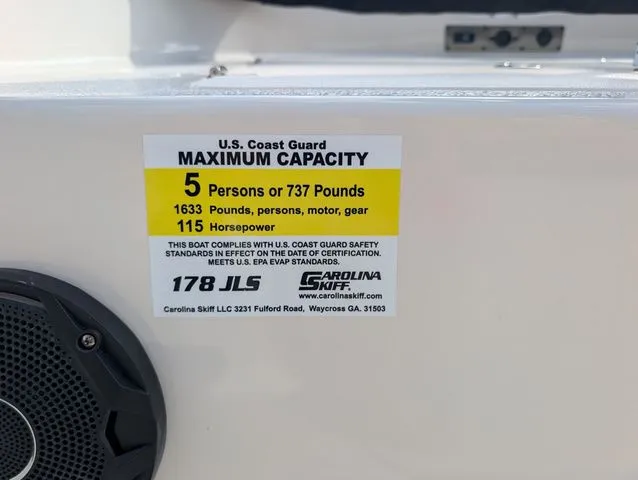 U.S. Coast Guard
MAXIMUM CAPACITY
5 Persons or 737 Pounds
1633 Pounds, persons, motor, gear
115 Horsepower
THIS BOAT COMPLIES WITH U.S. COAST GUARD SAFETY
STANDARDS IN EFFECT ON THE DATE OF CERTIFICATION.
MEETS U.S. EPA EVAP STANDARDS.
178 JLS
CAROLINA
SKIFF.
www.carolinaskiff.com
Carolina Skiff LLC 3231 Fulford Road, Waycross GA. 31503